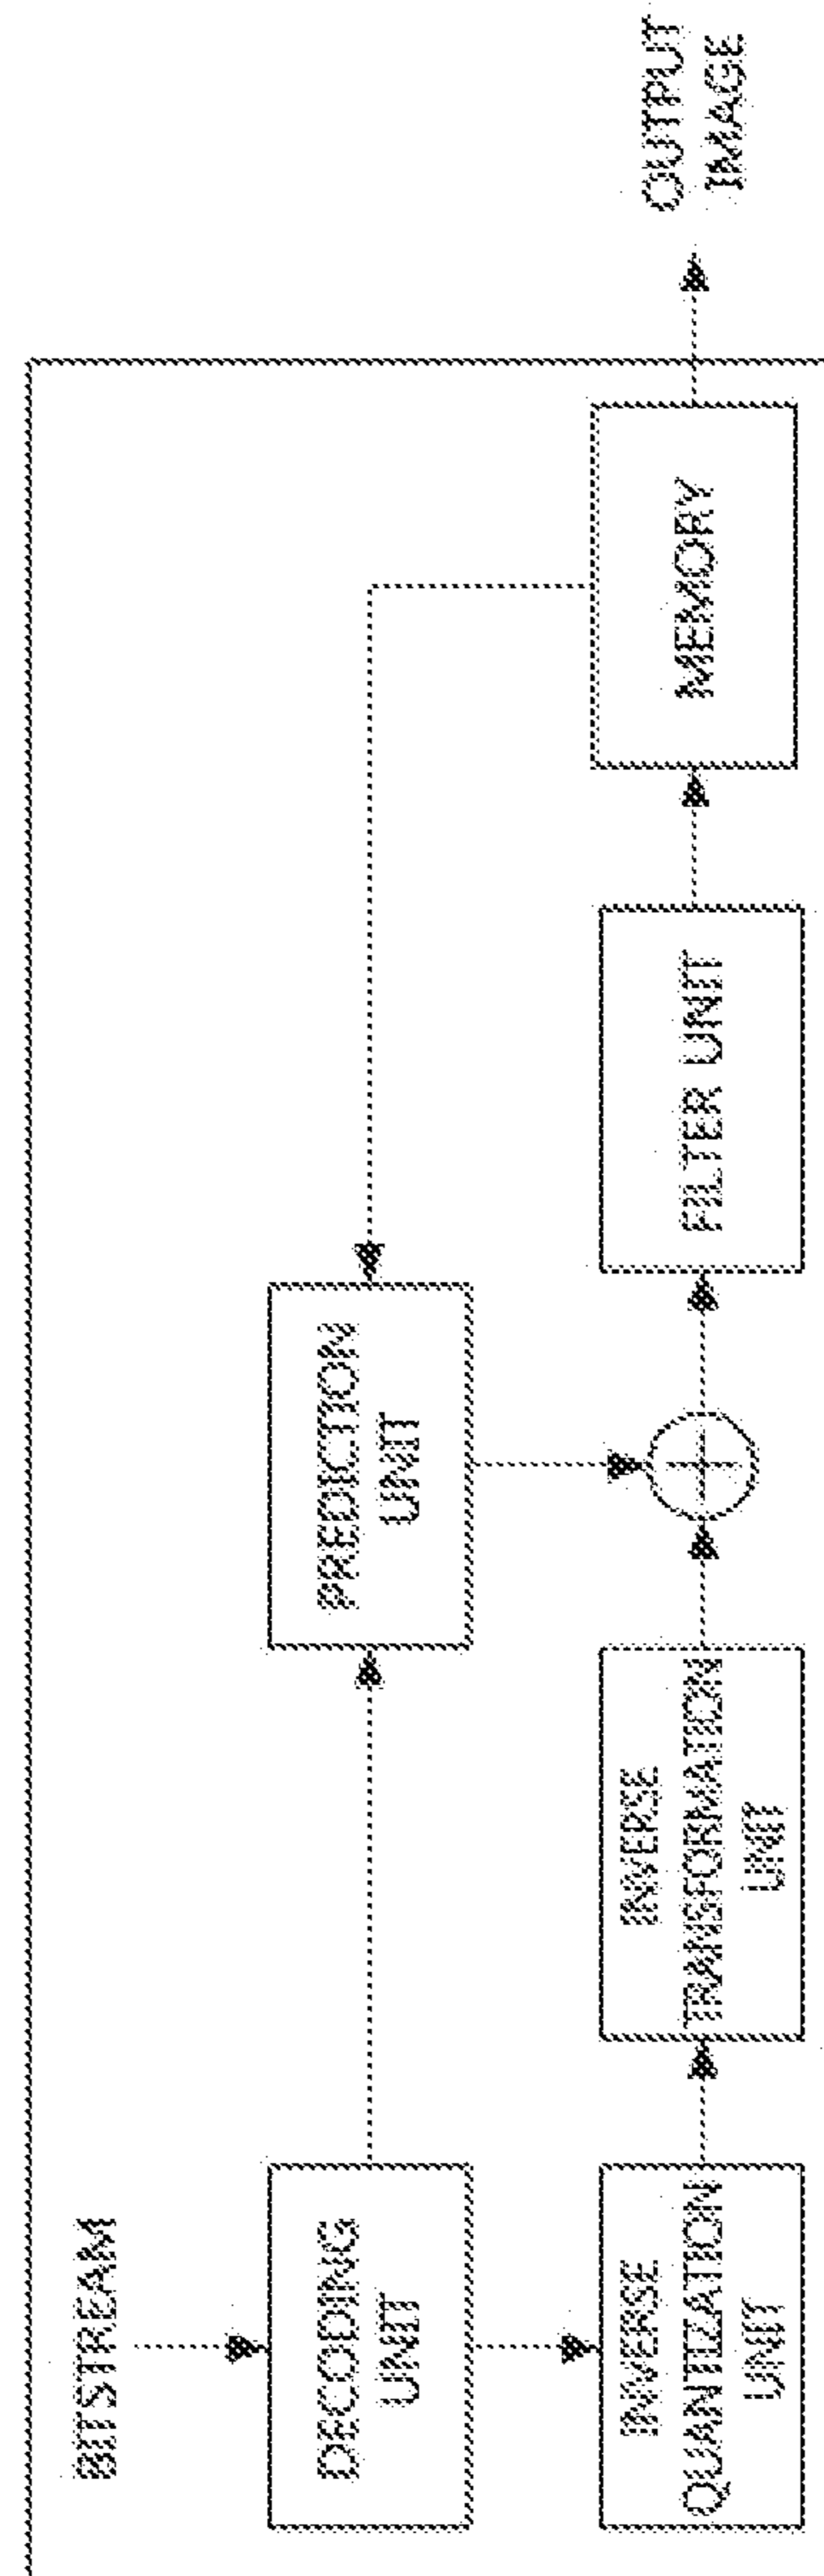 BITSTREAM
DECODING
UNIT
PREDICTION
UNIT
INVERSE
QUANTIZATION
UNIT
INVERSE
TRANSFORMATION
UNIT
FILTER UNIT
MEMORY
OUTPUT
IMAGE